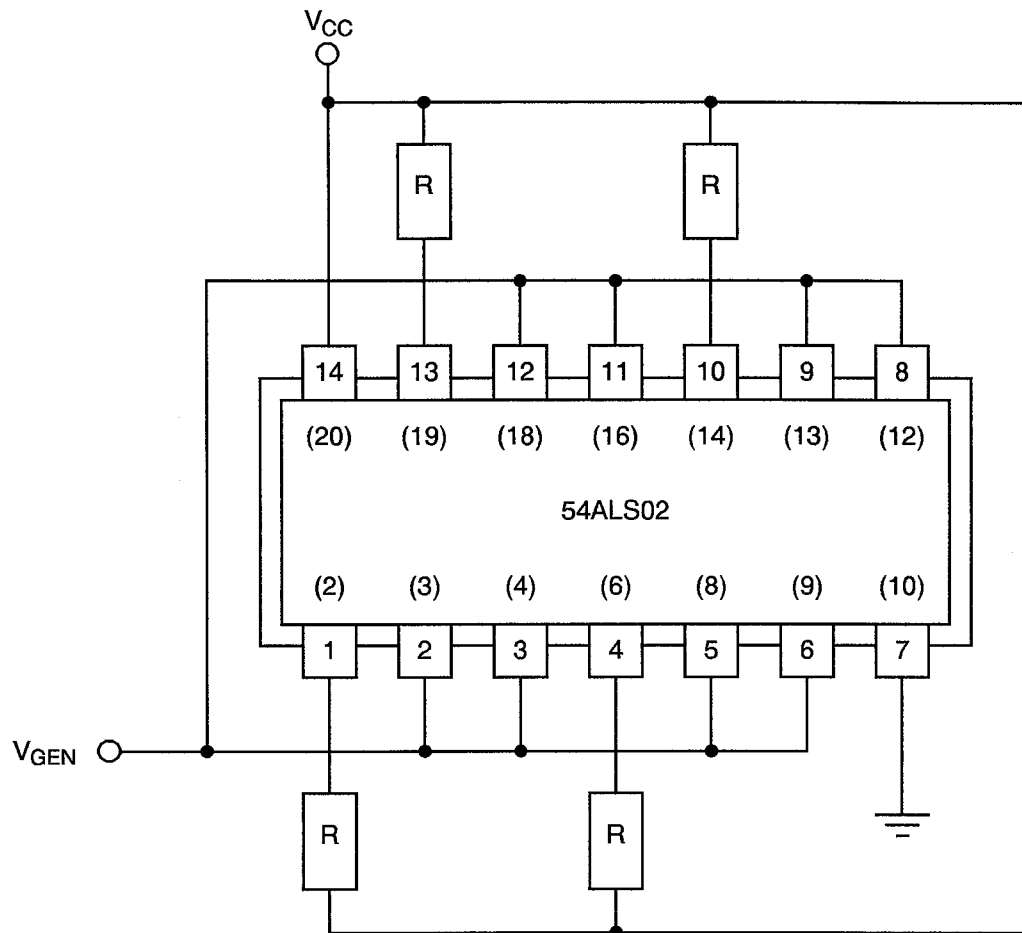 VCC
R R
14 13 12 11 10 9 8
(20) (19) (18) (16) (14) (13) (12)
54ALS02
(2) (3) (4) (6) (8) (9) (10)
1 2 3 4 5 6 7
VGEN
R R